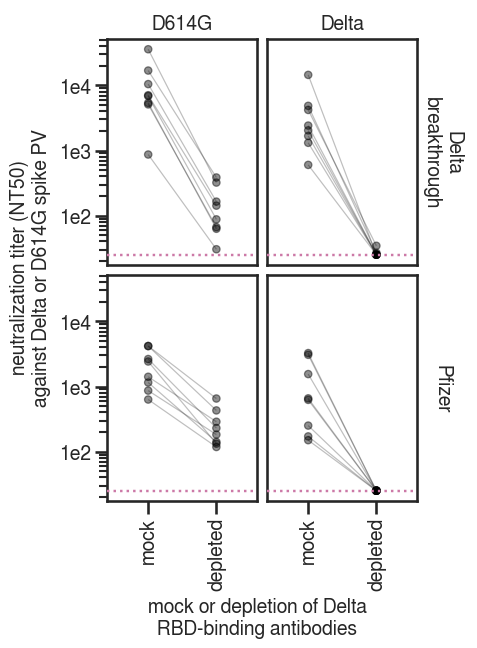 D614G
Delta
neutralization titer (NT50)
against Delta or D614G spike PV
1e4
1e3
1e2
Delta
breakthrough
1e4
1e3
1e2
Pfizer
mock
depleted
mock
depleted
mock or depletion of Delta
RBD-binding antibodies